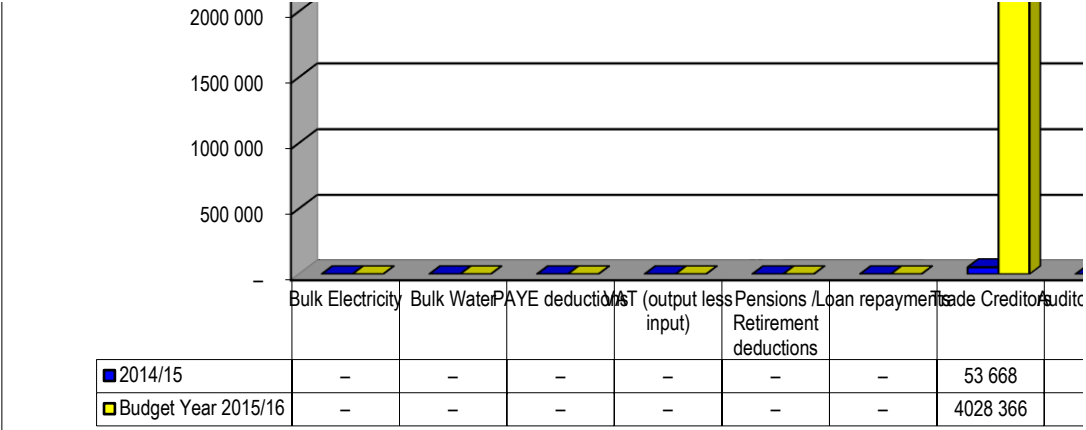 2000 000
1500 000
1000 000
500 000
–
Bulk Electricity Bulk Water PAYE deductions VAT (output less input) Pensions / Retirement deductions Loan repayments Trade Creditors Audito
2014/15 – – – – – – 53 668
Budget Year 2015/16 – – – – – – 4028 366